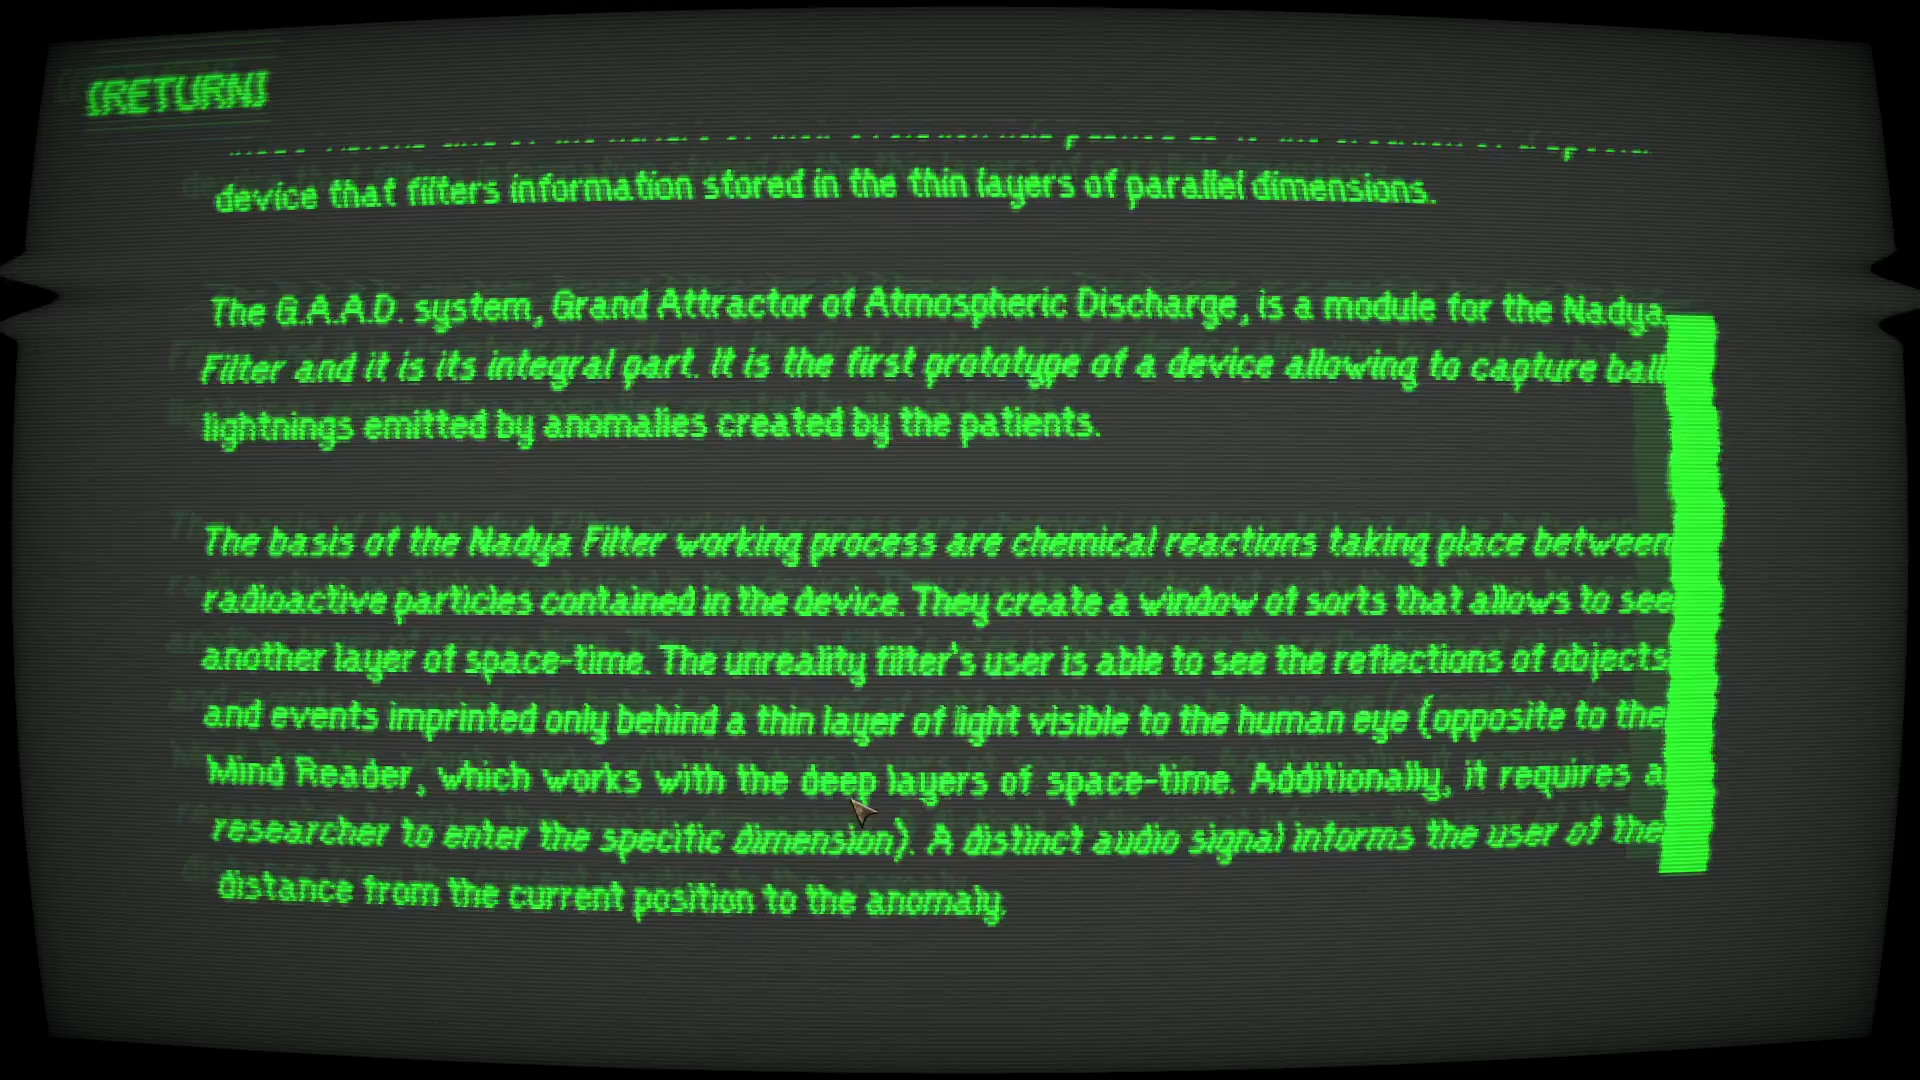 [RETURN]
device that filters information stored in the thin layers of parallel dimensions.
The G.A.A.D. system, Grand Attractor of Atmospheric Discharge, is a module for the Nadya
Filter and it is its integral part. It is the first prototype of a device allowing to capture ball
lightnings emitted by anomalies created by the patients.
The basis of the Nadya Filter working process are chemical reactions taking place between
radioactive particles contained in the device. They create a window of sorts that allows to see
another layer of space-time. The unreality filter's user is able to see the reflections of objects
and events imprinted only behind a thin layer of light visible to the human eye (opposite to the
Mind Reader, which works with the deep layers of space-time. Additionally, it requires a
researcher to enter the specific dimension). A distinct audio signal informs the user of the
distance from the current position to the anomaly.